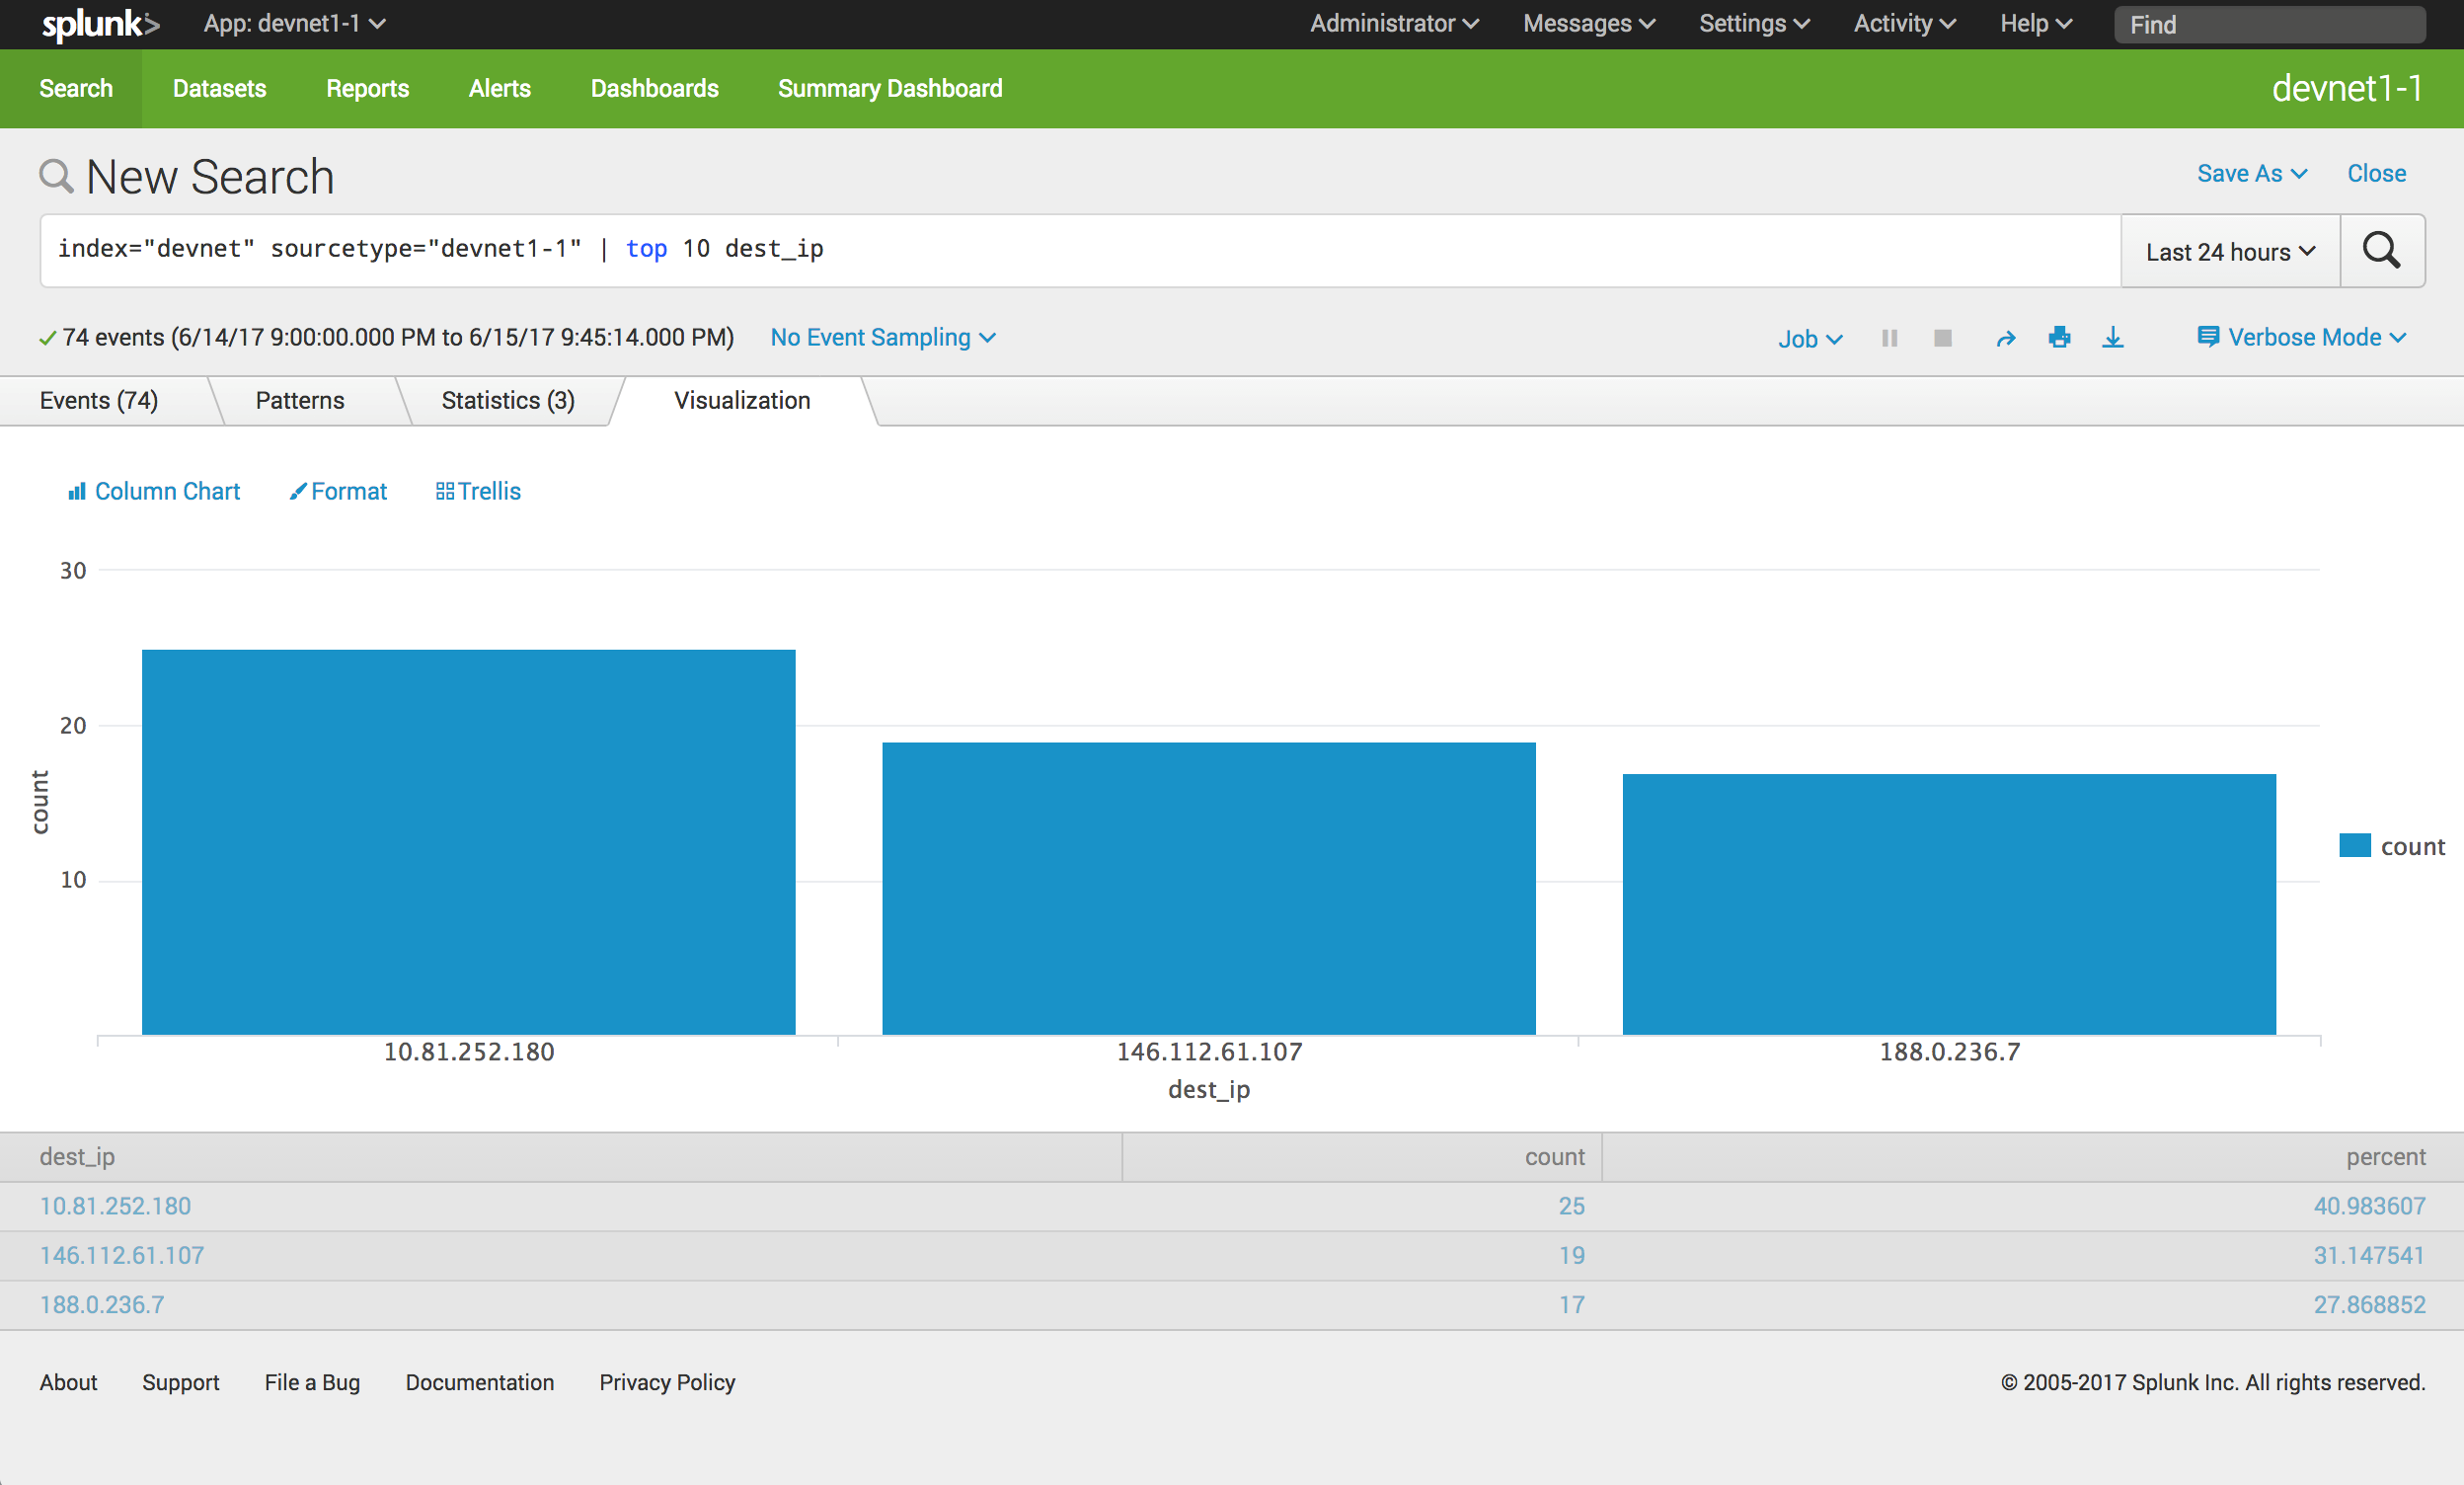 splunk> App: devnet1-1 Administrator Messages Settings Activity Help Find
Search Datasets Reports Alerts Dashboards Summary Dashboard devnet1-1
New Search Save As Close
index="devnet" sourcetype="devnet1-1" | top 10 dest_ip Last 24 hours
74 events (6/14/17 9:00:00.000 PM to 6/15/17 9:45:14.000 PM) No Event Sampling Job Verbose Mode
Events (74) Patterns Statistics (3) Visualization
Column Chart Format Trellis
30
20
10
count
count
10.81.252.180 146.112.61.107 188.0.236.7
dest_ip
dest_ip count percent
10.81.252.180 25 40.983607
146.112.61.107 19 31.147541
188.0.236.7 17 27.868852
About Support File a Bug Documentation Privacy Policy © 2005-2017 Splunk Inc. All rights reserved.